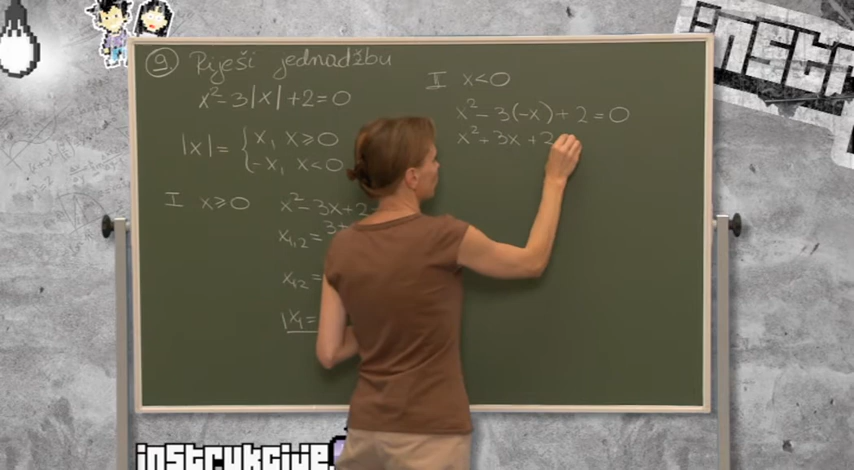 9. Riješi jednadžbu
x² - 3|x| + 2 = 0
|x| = { x, x ≥ 0
-x, x < 0
I x ≥ 0
x² - 3x + 2
x₁,₂ = 3±
x₁,₂ =
x₁ =
II x < 0
x² - 3(-x) + 2 = 0
x² + 3x + 2
instrukcije